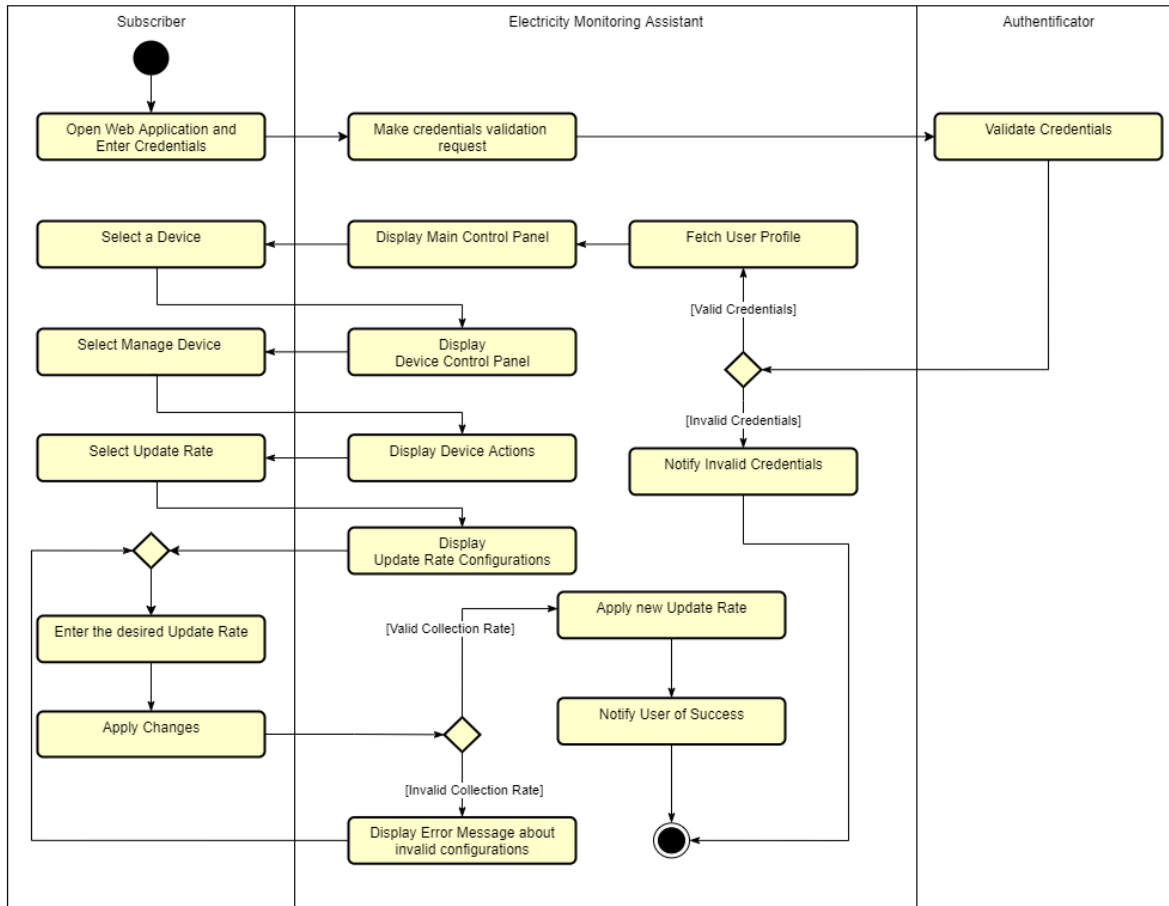 Subscriber
Electricity Monitoring Assistant
Authentificator
Open Web Application and
Enter Credentials
Make credentials validation
request
Validate Credentials
Select a Device
Display Main Control Panel
Fetch User Profile
[Valid Credentials]
Select Manage Device
Display
Device Control Panel
[Invalid Credentials]
Select Update Rate
Display Device Actions
Notify Invalid Credentials
Display
Update Rate Configurations
Enter the desired Update Rate
[Valid Collection Rate]
Apply new Update Rate
Apply Changes
Notify User of Success
[Invalid Collection Rate]
Display Error Message about
invalid configurations